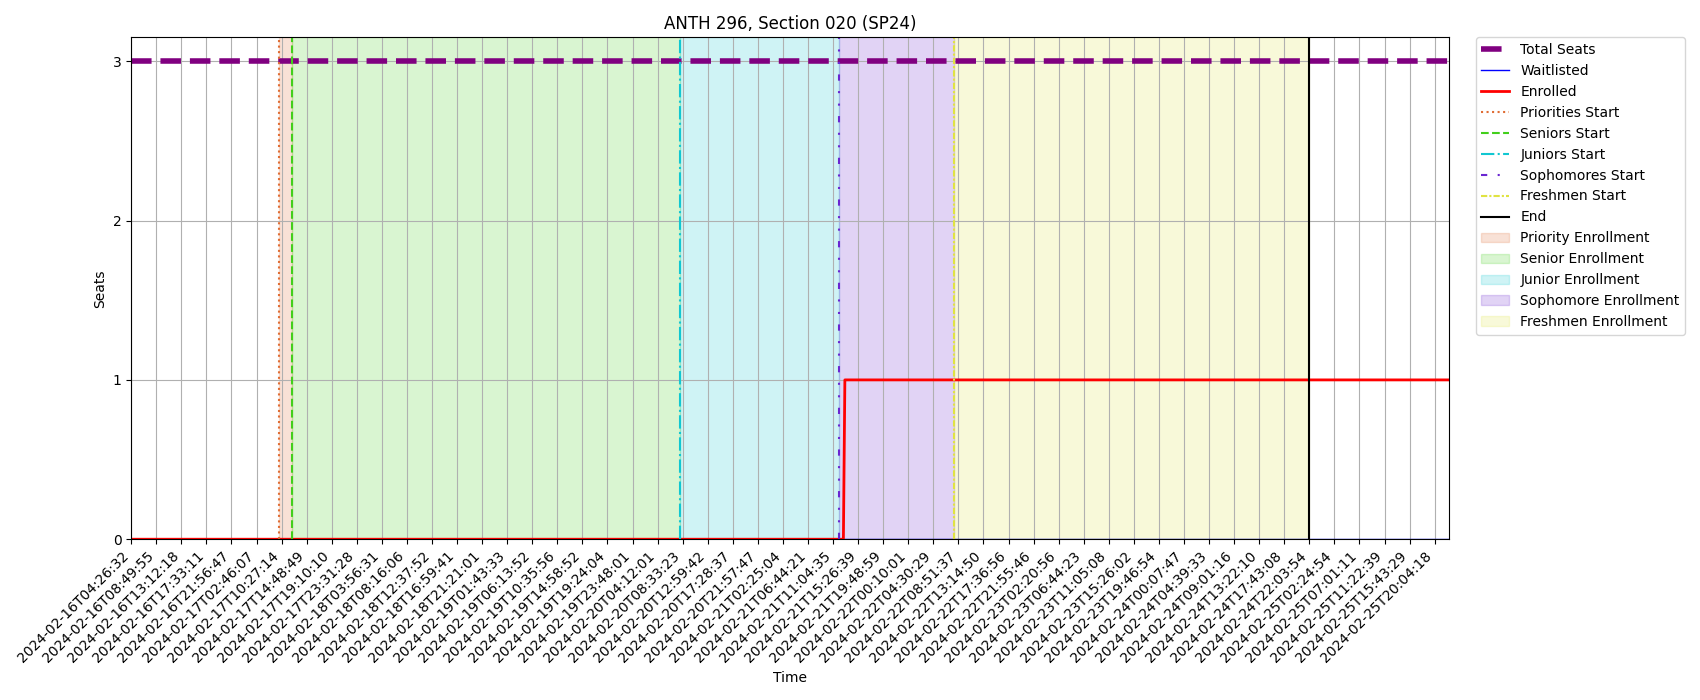 ANTH 296, Section 020 (SP24)
Seats
3
2
1
0
2024-02-16T04:26:32
2024-02-16T08:49:55
2024-02-16T13:12:18
2024-02-16T17:33:11
2024-02-16T21:56:47
2024-02-17T02:46:07
2024-02-17T10:27:14
2024-02-17T14:48:49
2024-02-17T19:10:10
2024-02-17T23:31:28
2024-02-18T03:56:31
2024-02-18T08:16:06
2024-02-18T12:37:52
2024-02-18T16:59:41
2024-02-18T21:21:01
2024-02-19T01:43:33
2024-02-19T06:13:52
2024-02-19T10:35:56
2024-02-19T14:58:52
2024-02-19T19:24:04
2024-02-19T23:48:01
2024-02-20T04:12:01
2024-02-20T08:33:23
2024-02-20T12:59:42
2024-02-20T17:28:37
2024-02-20T21:57:47
2024-02-21T02:25:04
2024-02-21T06:44:21
2024-02-21T11:04:35
2024-02-21T15:26:39
2024-02-21T19:48:59
2024-02-22T00:10:01
2024-02-22T04:30:29
2024-02-22T08:51:37
2024-02-22T13:14:50
2024-02-22T17:36:56
2024-02-22T21:55:46
2024-02-23T02:20:56
2024-02-23T06:44:23
2024-02-23T11:05:08
2024-02-23T15:26:02
2024-02-23T19:46:54
2024-02-24T00:07:47
2024-02-24T04:39:33
2024-02-24T09:01:16
2024-02-24T13:22:10
2024-02-24T17:43:08
2024-02-24T22:03:54
2024-02-25T02:24:54
2024-02-25T07:01:11
2024-02-25T11:22:39
2024-02-25T15:43:29
2024-02-25T20:04:18
Time
Total Seats
Waitlisted
Enrolled
Priorities Start
Seniors Start
Juniors Start
Sophomores Start
Freshmen Start
End
Priority Enrollment
Senior Enrollment
Junior Enrollment
Sophomore Enrollment
Freshmen Enrollment